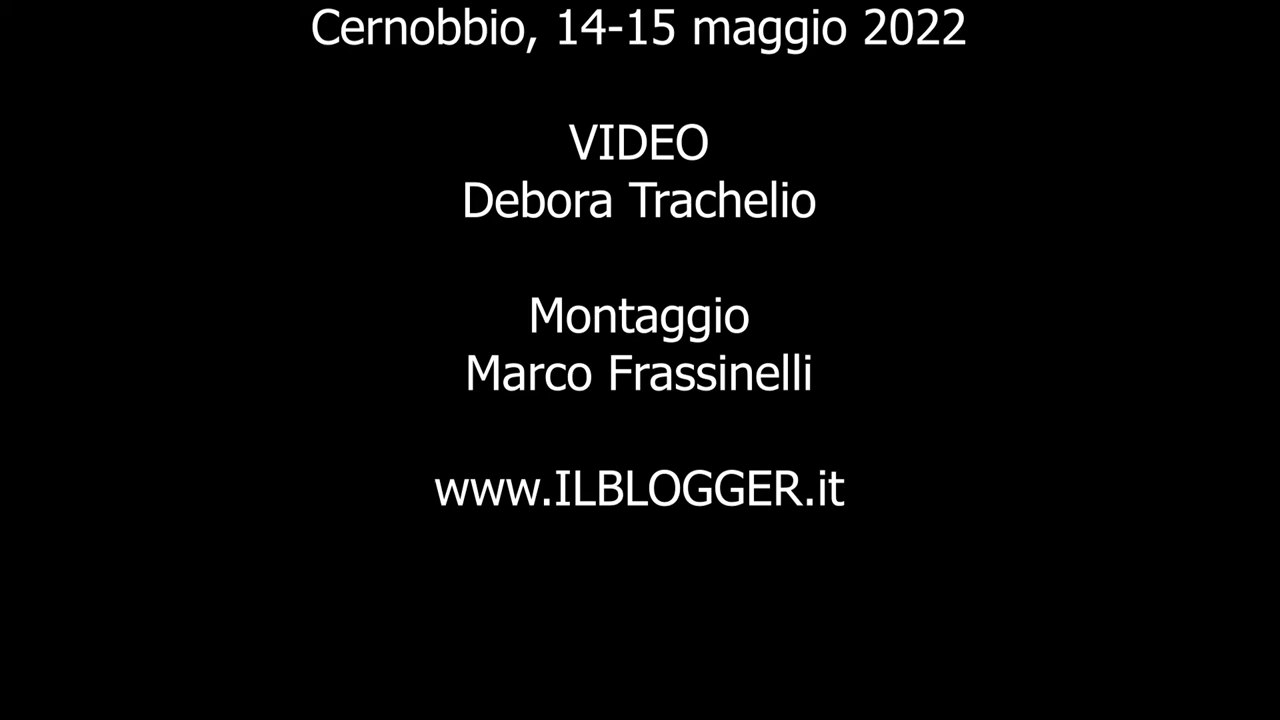 Cernobbio, 14-15 maggio 2022
VIDEO
Debora Trachelio
Montaggio
Marco Frassinelli
www.ILBLOGGER.it